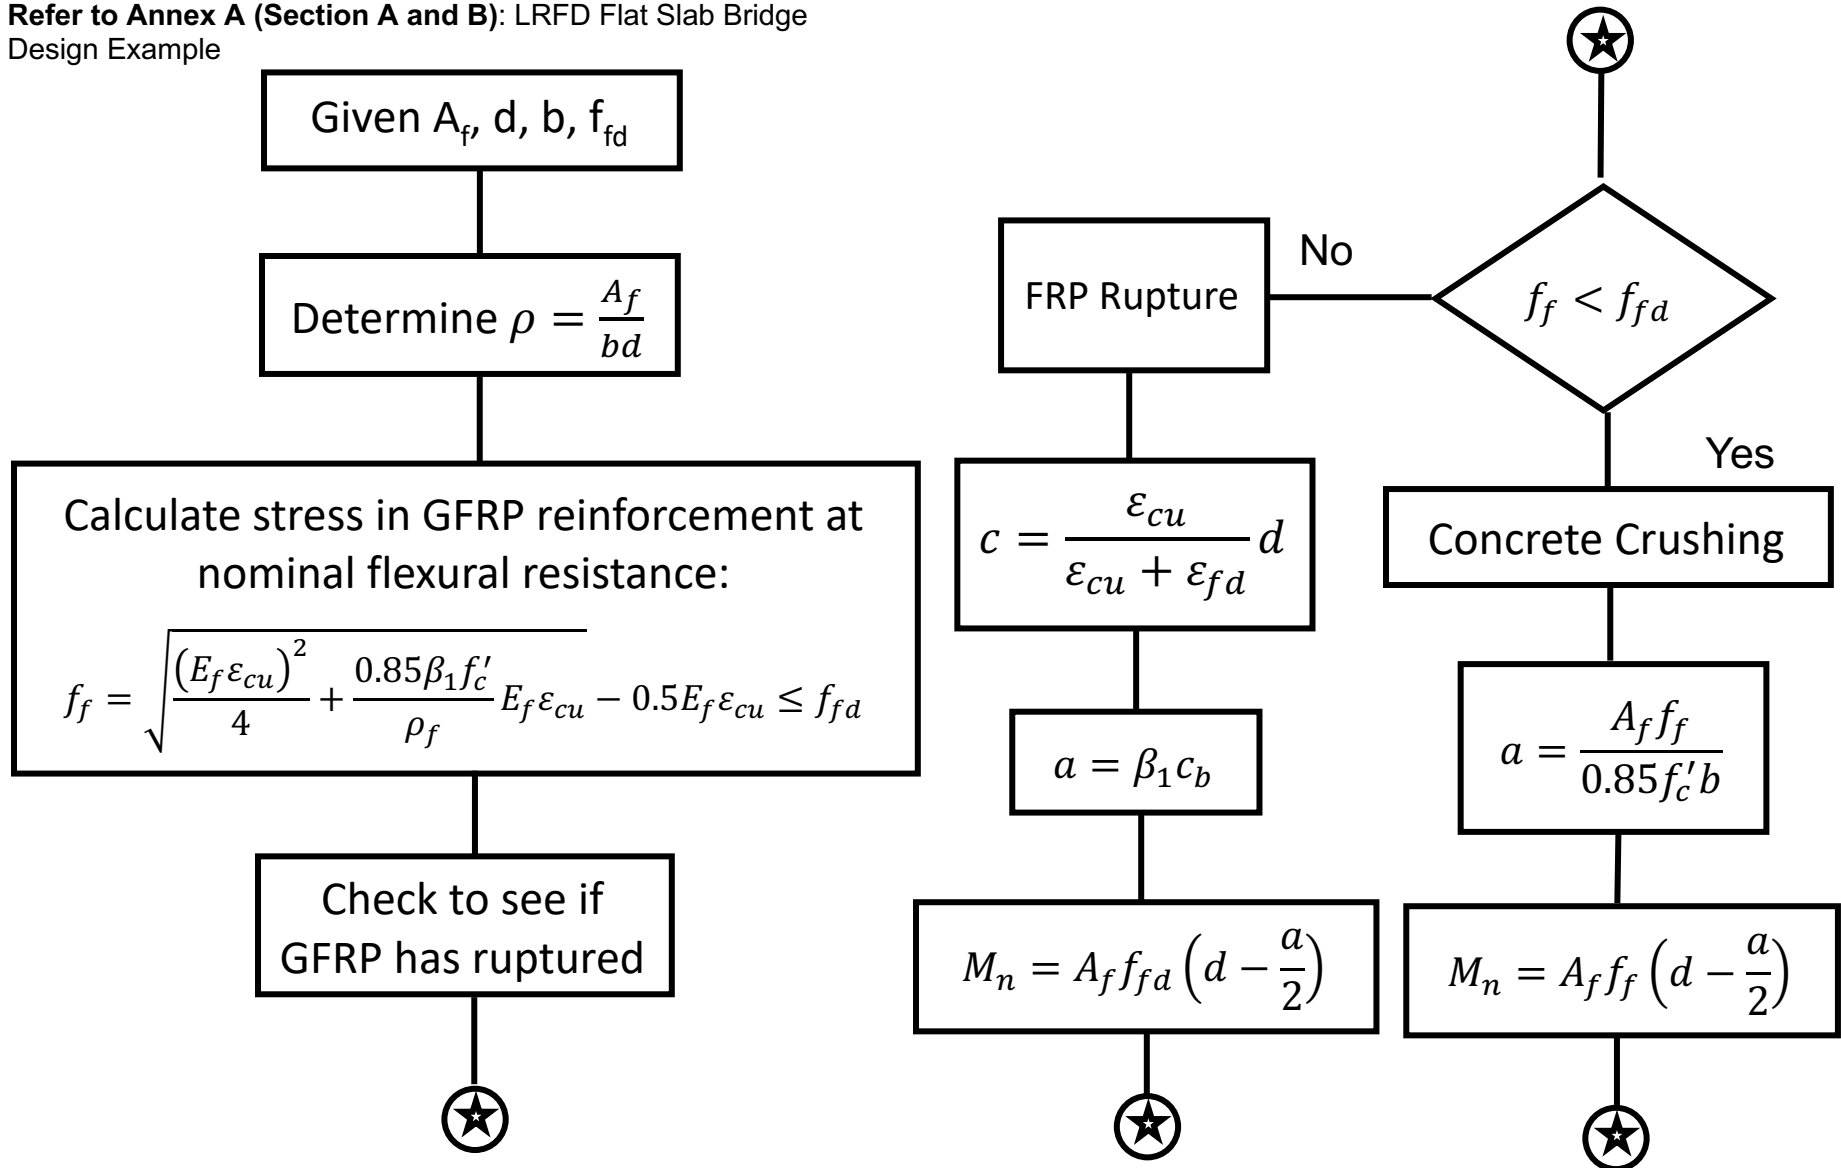 Refer to Annex A (Section A and B): LRFD Flat Slab Bridge
Design Example
Given A_f, d, b, f_fd
Determine ρ = A_f / bd
Calculate stress in GFRP reinforcement at
nominal flexural resistance:
f_f = √((E_f ε_cu)² / 4 + (0.85β₁f′_c / ρ_f) E_f ε_cu) − 0.5E_f ε_cu ≤ f_fd
Check to see if
GFRP has ruptured
f_f < f_fd
No
FRP Rupture
c = (ε_cu / (ε_cu + ε_fd)) d
a = β₁c_b
M_n = A_f f_fd (d − a/2)
Yes
Concrete Crushing
a = A_f f_f / 0.85f′_c b
M_n = A_f f_f (d − a/2)